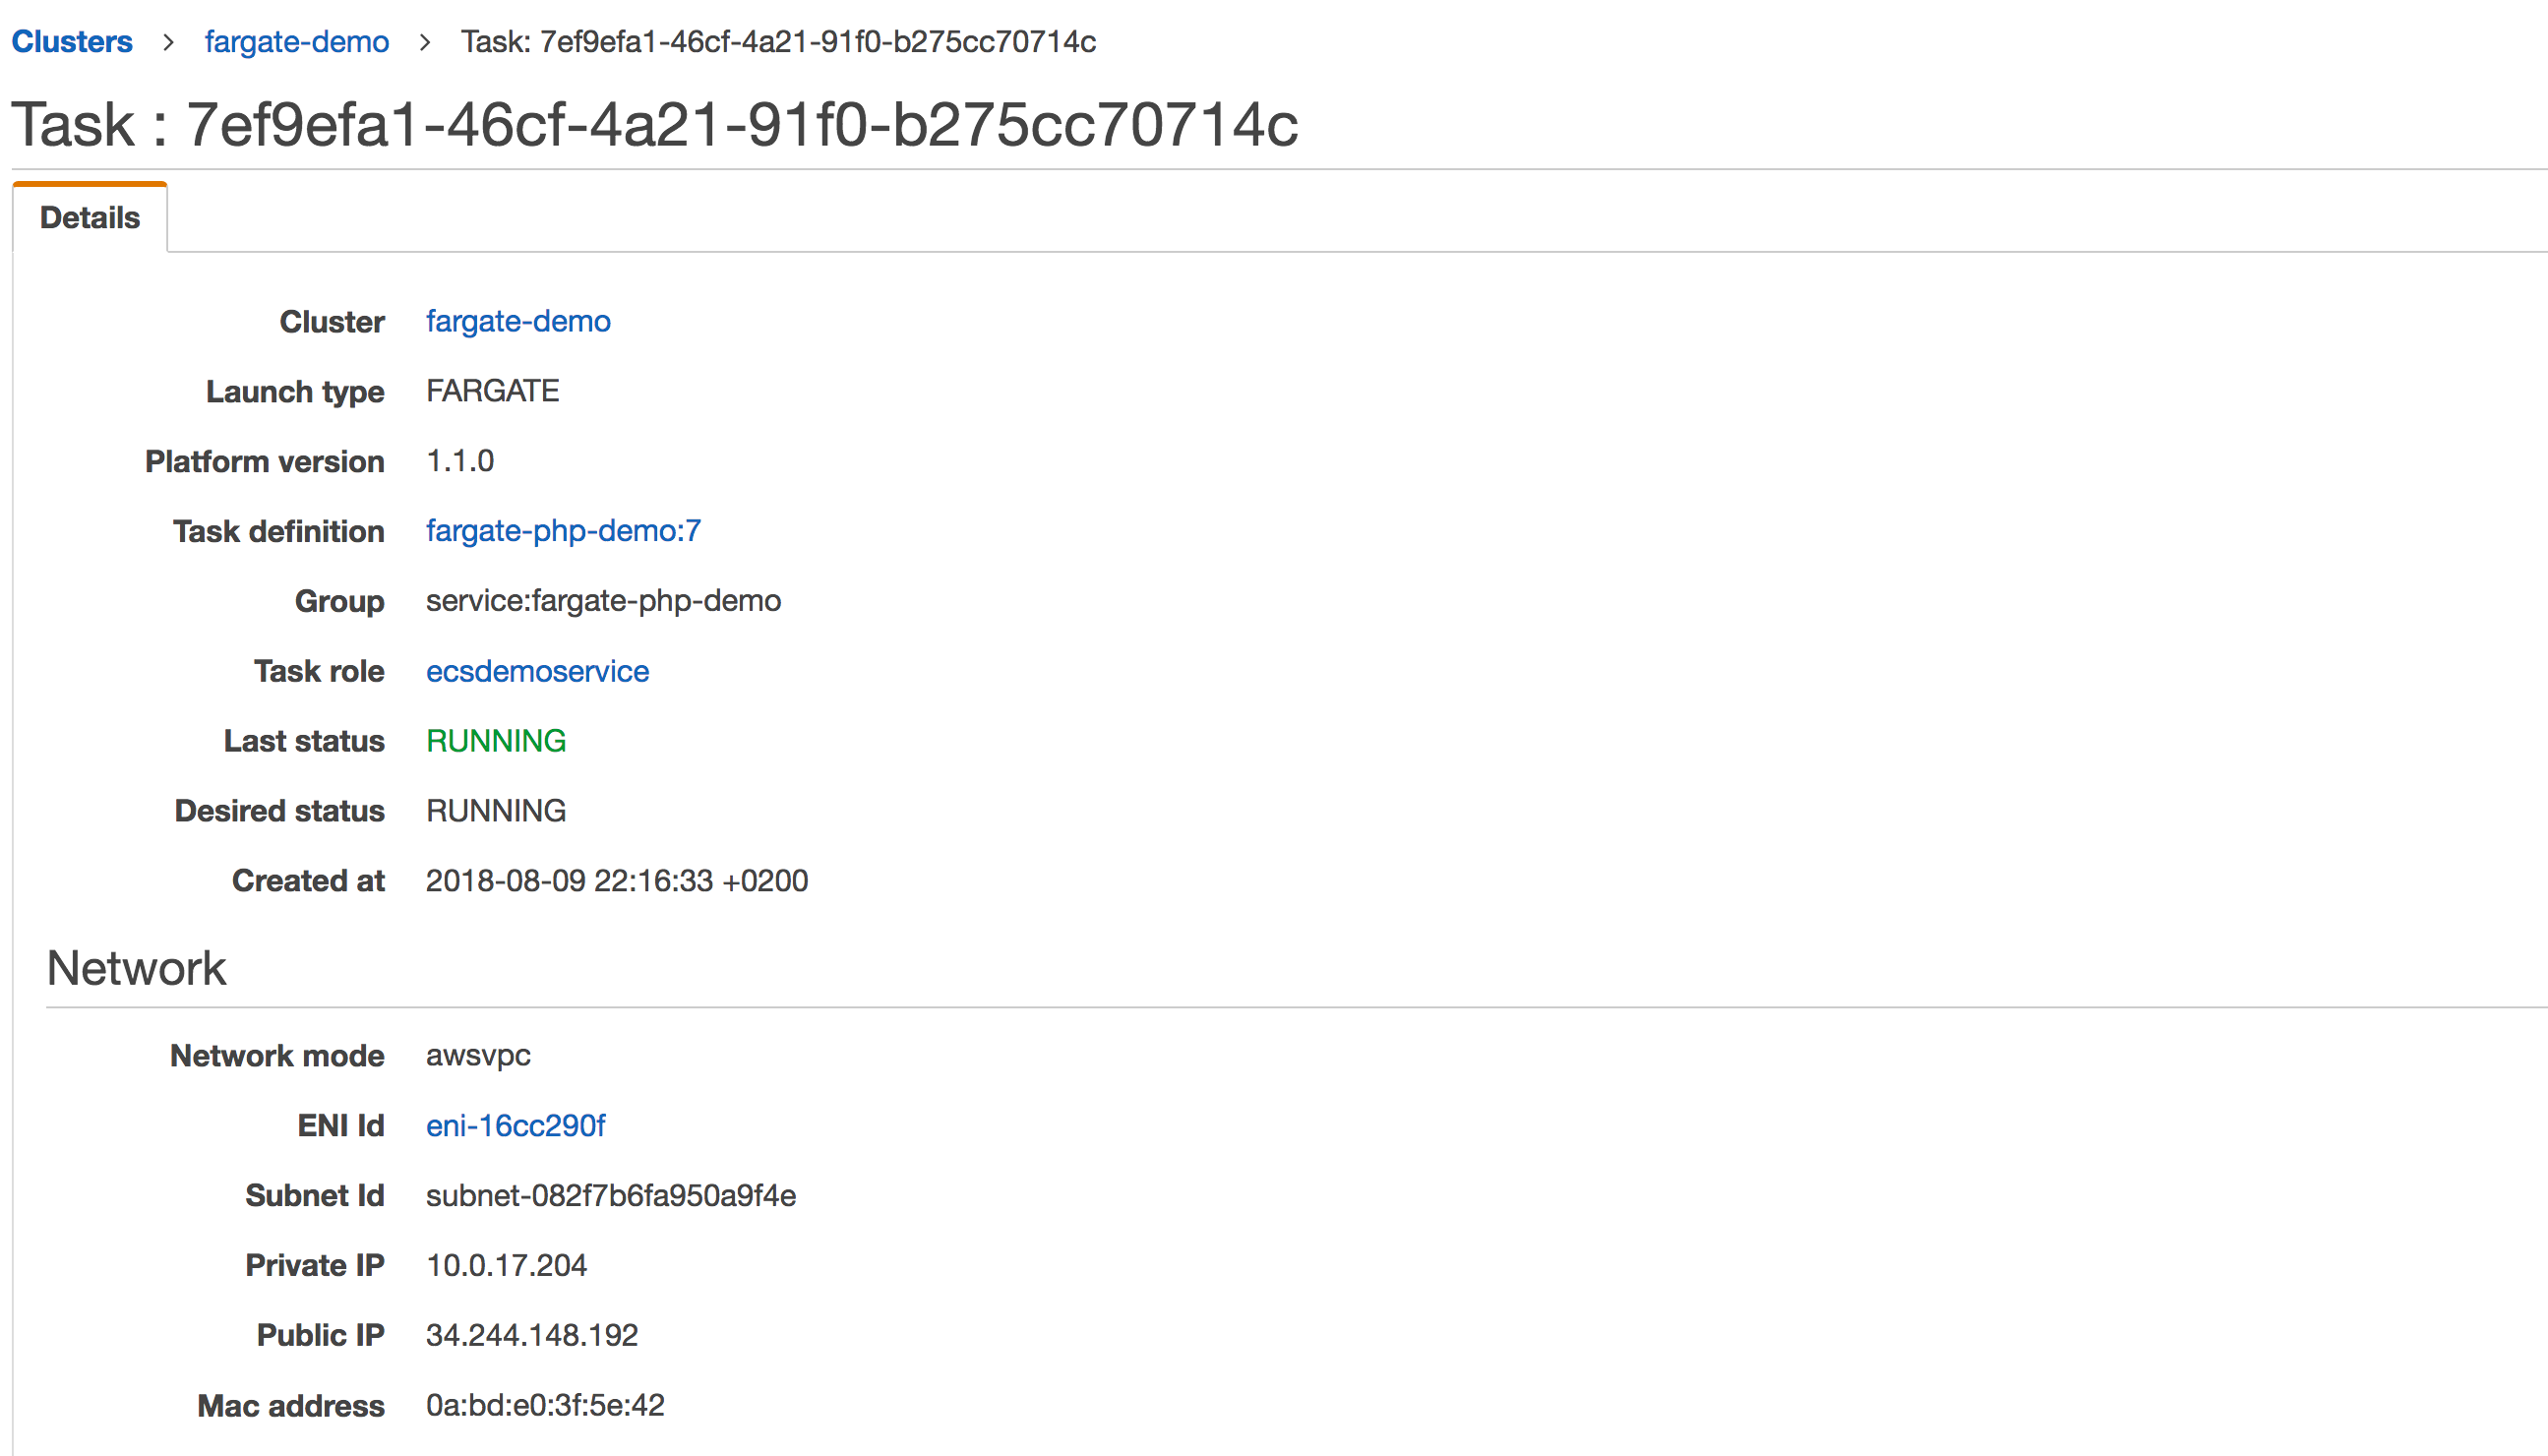 Clusters > fargate-demo > Task: 7ef9efa1-46cf-4a21-91f0-b275cc70714c
Task : 7ef9efa1-46cf-4a21-91f0-b275cc70714c
Details
Cluster fargate-demo
Launch type FARGATE
Platform version 1.1.0
Task definition fargate-php-demo:7
Group service:fargate-php-demo
Task role ecsdemoservice
Last status RUNNING
Desired status RUNNING
Created at 2018-08-09 22:16:33 +0200
Network
Network mode awsvpc
ENI Id eni-16cc290f
Subnet Id subnet-082f7b6fa950a9f4e
Private IP 10.0.17.204
Public IP 34.244.148.192
Mac address 0a:bd:e0:3f:5e:42